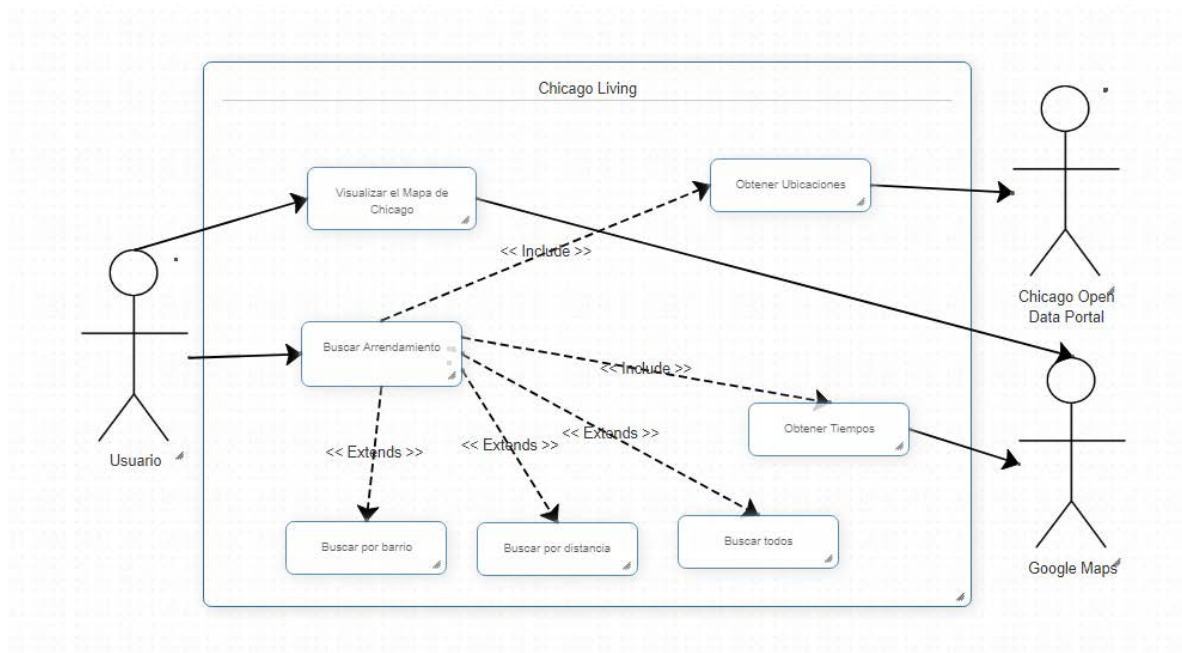 Chicago Living
Visualizar el Mapa de
Chicago
Obtener Ubicaciones
<< Include >>
Chicago Open
Data Portal
Buscar Arrendamiento
<< Include >>
Obtener Tiempos
<< Extends >>
<< Extends >>
<< Extends >>
Usuario
Buscar por barrio
Buscar por distancia
Buscar todos
Google Maps